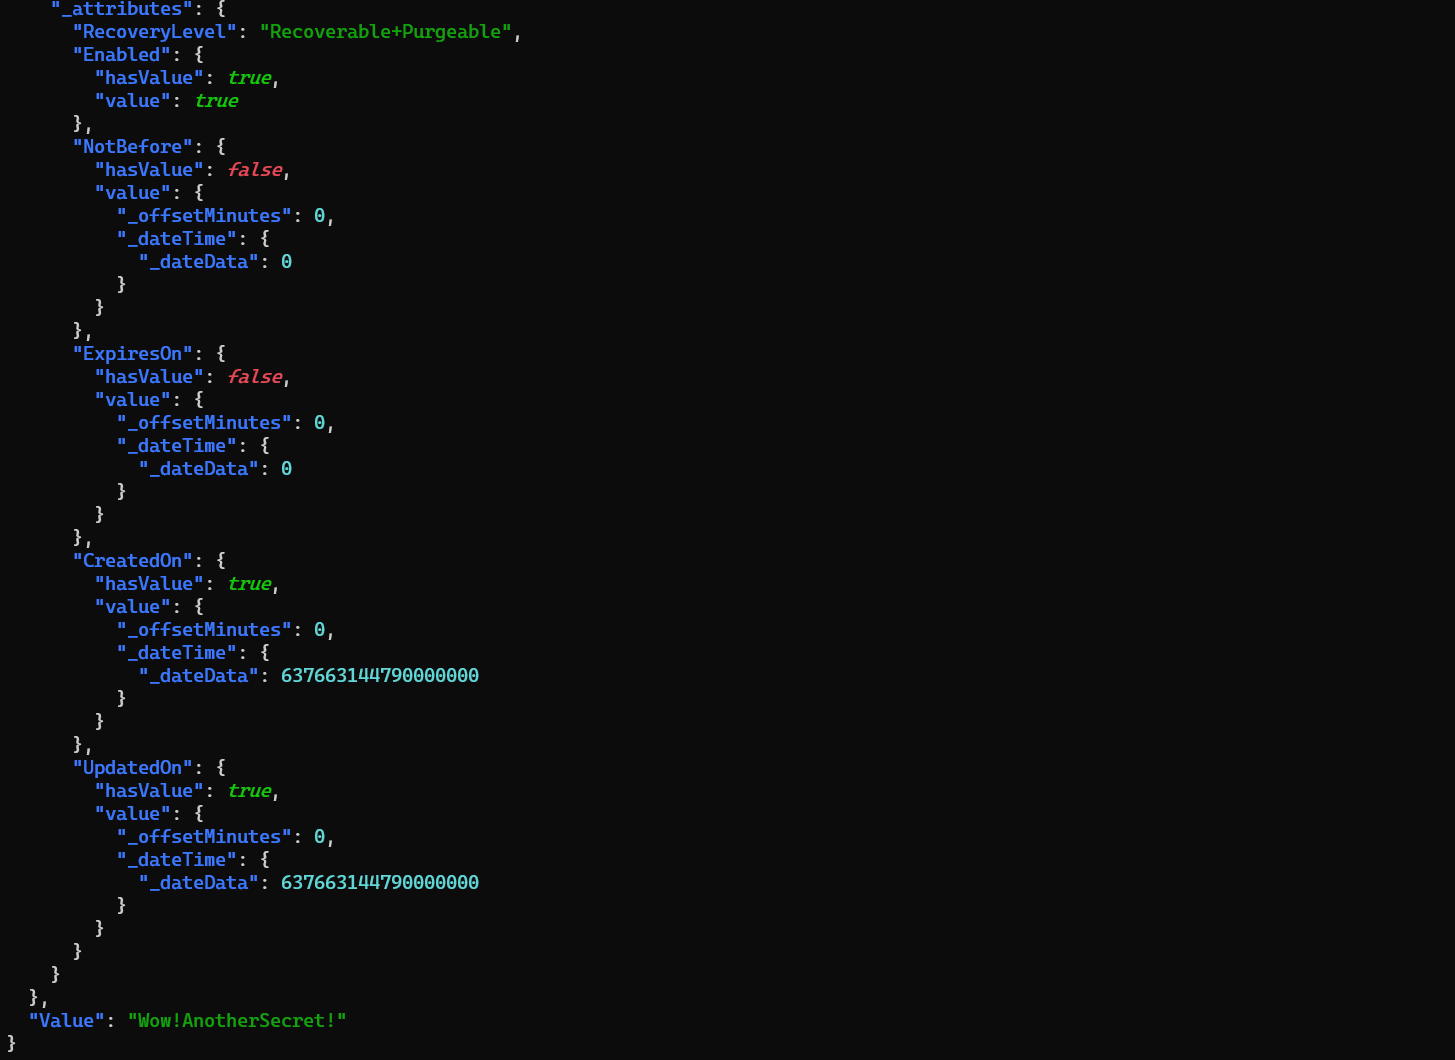 "_attributes": {
      "RecoveryLevel": "Recoverable+Purgeable",
      "Enabled": {
        "hasValue": true,
        "value": true
      },
      "NotBefore": {
        "hasValue": false,
        "value": {
          "_offsetMinutes": 0,
          "_dateTime": {
            "_dateData": 0
          }
        }
      },
      "ExpiresOn": {
        "hasValue": false,
        "value": {
          "_offsetMinutes": 0,
          "_dateTime": {
            "_dateData": 0
          }
        }
      },
      "CreatedOn": {
        "hasValue": true,
        "value": {
          "_offsetMinutes": 0,
          "_dateTime": {
            "_dateData": 637663144790000000
          }
        }
      },
      "UpdatedOn": {
        "hasValue": true,
        "value": {
          "_offsetMinutes": 0,
          "_dateTime": {
            "_dateData": 637663144790000000
          }
        }
      }
    }
  },
  "Value": "Wow!AnotherSecret!"
}